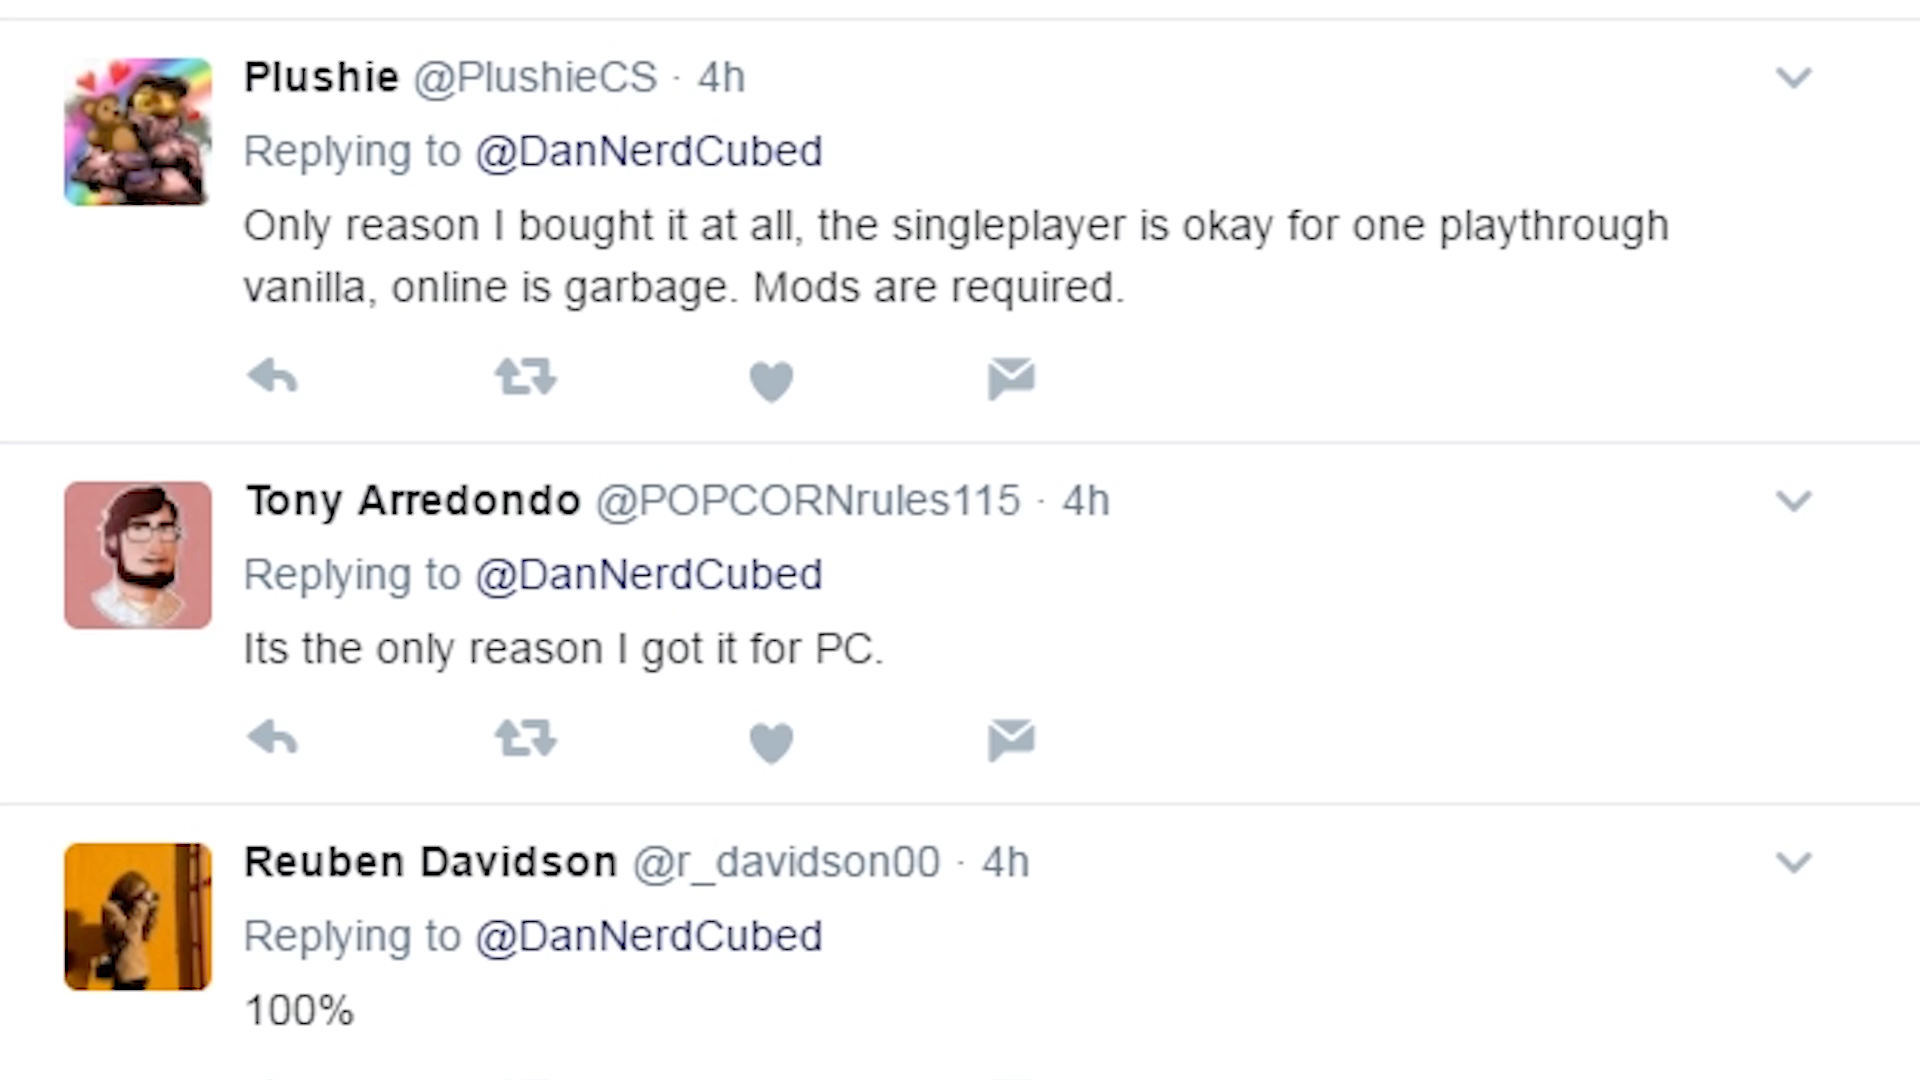 Plushie @PlushieCS · 4h
Replying to @DanNerdCubed
Only reason I bought it at all, the singleplayer is okay for one playthrough
vanilla, online is garbage. Mods are required.
Tony Arredondo @POPCORNrules115 · 4h
Replying to @DanNerdCubed
Its the only reason I got it for PC.
Reuben Davidson @r_davidson00 · 4h
Replying to @DanNerdCubed
100%